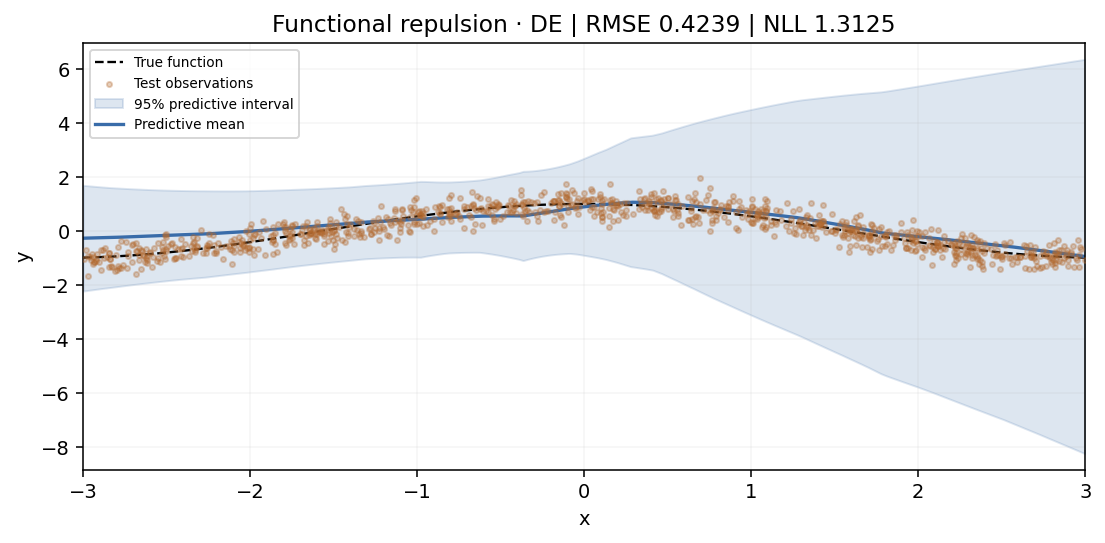 Functional repulsion · DE | RMSE 0.4239 | NLL 1.3125
True function
Test observations
95% predictive interval
Predictive mean
6
4
2
0
−2
−4
−6
−8
y
−3
−2
−1
0
1
2
3
x